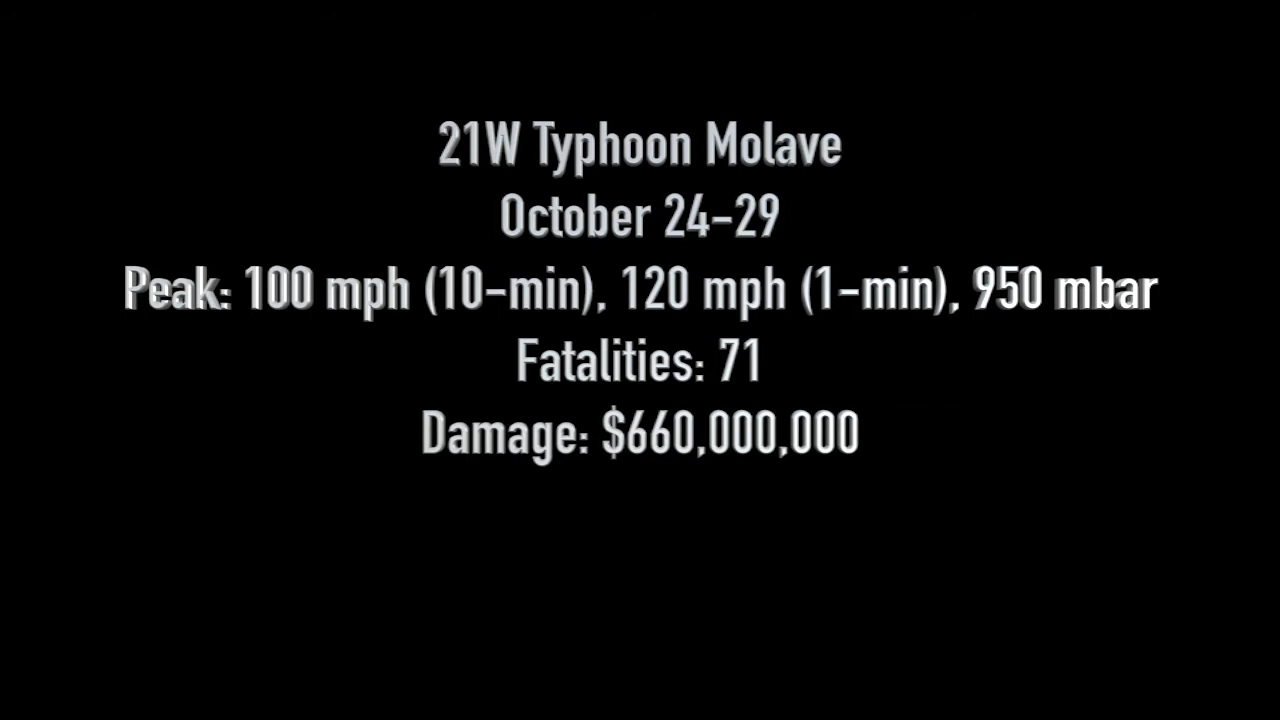 21W Typhoon Molave
October 24-29
Peak: 100 mph (10-min), 120 mph (1-min), 950 mbar
Fatalities: 71
Damage: $660,000,000